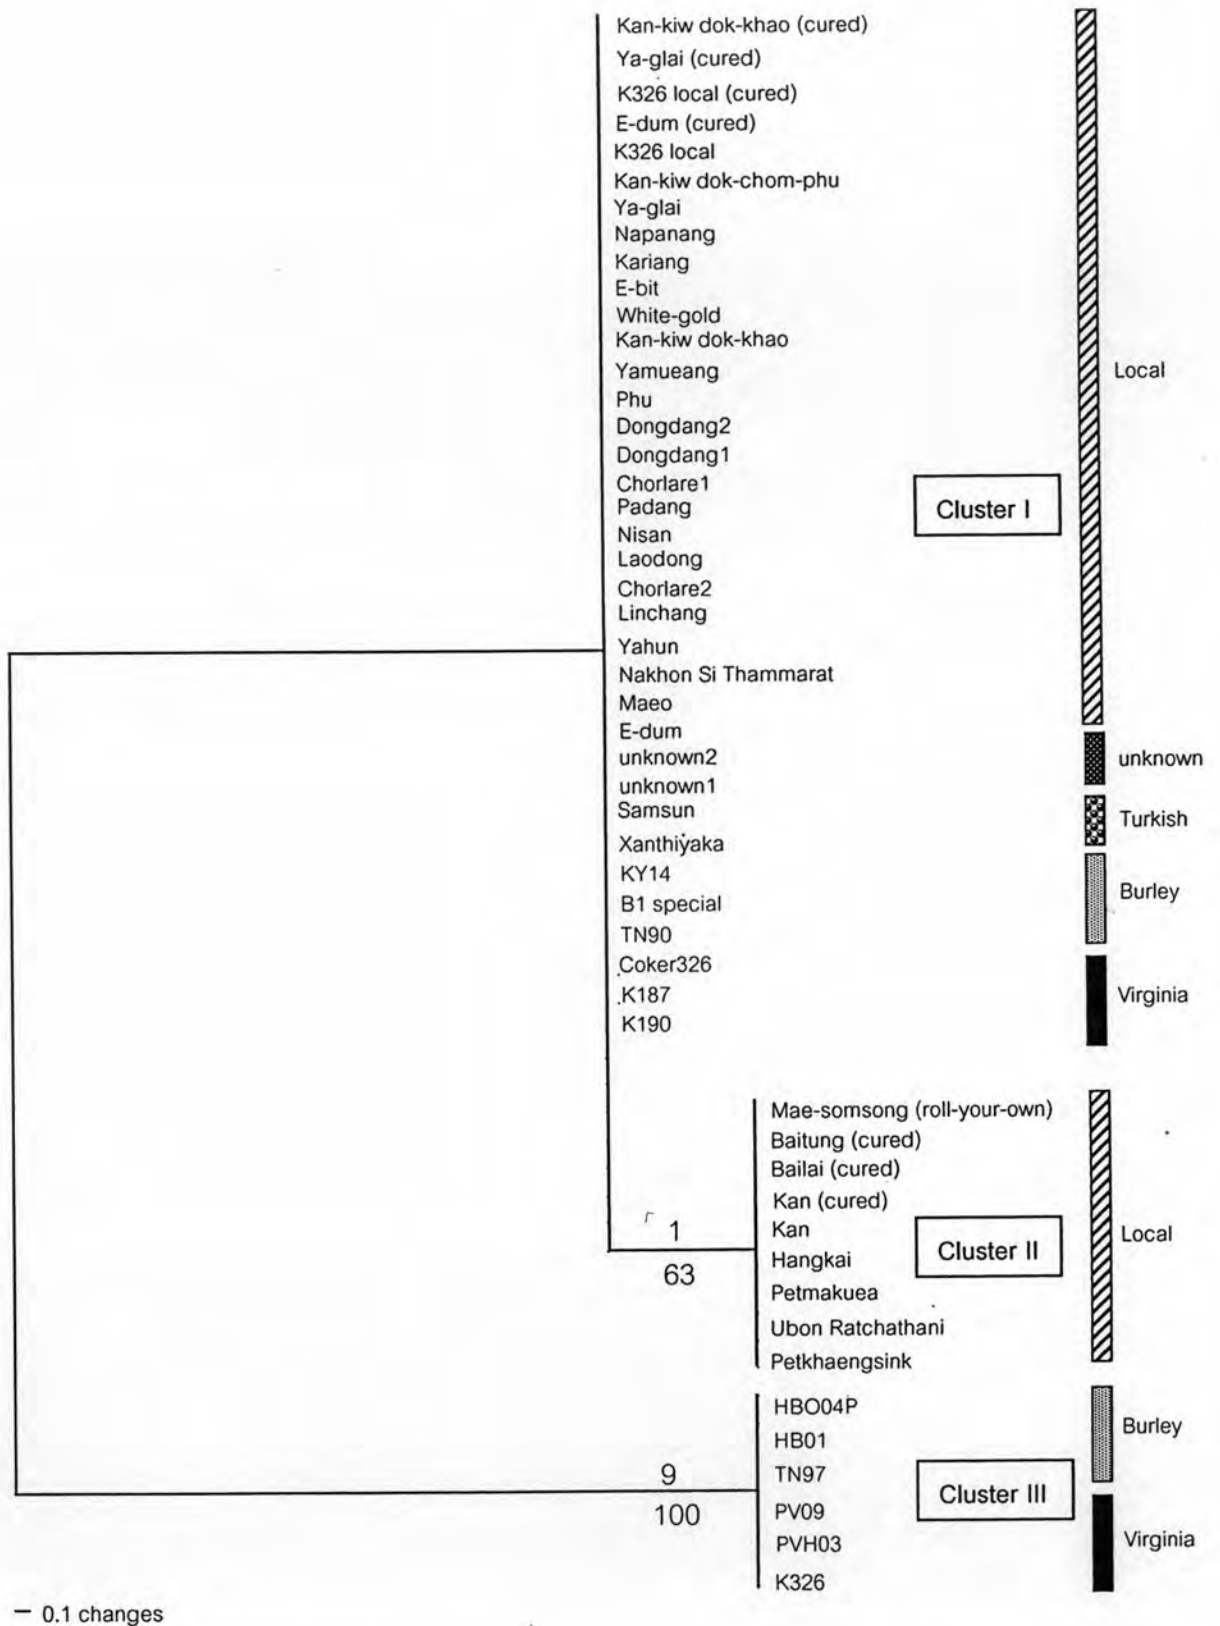 Kan-kiw dok-khao (cured)
Ya-glai (cured)
K326 local (cured)
E-dum (cured)
K326 local
Kan-kiw dok-chom-phu
Ya-glai
Napanang
Kariang
E-bit
White-gold
Kan-kiw dok-khao
Yamueang
Local
Phu
Dongdang2
Dongdang1
Chorlare1
Padang
Cluster I
Nisan
Laodong
Chorlare2
Linchang
Yahun
Nakhon Si Thammarat
Maeo
E-dum
unknown2
unknown
unknown1
Samsun
Turkish
Xanthiyaka
KY14
Burley
B1 special
TN90
Coker326
K187
Virginia
K190
Mae-somsong (roll-your-own)
Baitung (cured)
Bailai (cured)
Kan (cured)
1
Kan
Local
Cluster II
Hangkai
63
Petmakuea
Ubon Ratchathani
Petkhaengsink
HBO04P
Burley
HB01
9
TN97
Cluster III
100
PV09
PVH03
Virginia
K326
0.1 changes